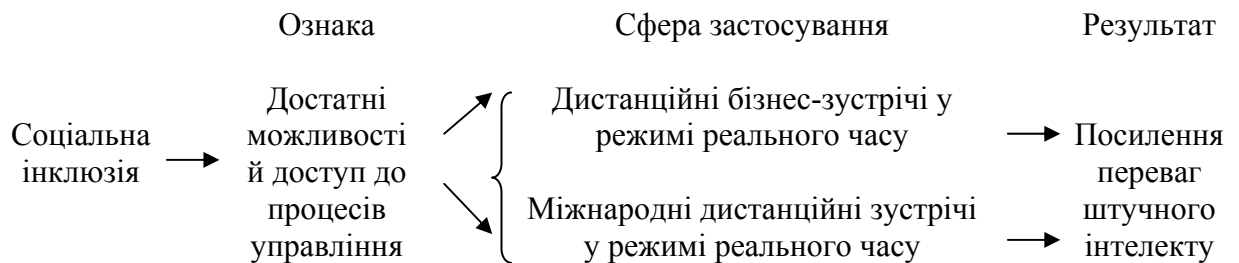 Ознака
Сфера застосування
Результат
Соціальна
інклюзія
Достатні
можливості
й доступ до
процесів
управління
Дистанційні бізнес-зустрічі у
режимі реального часу
Міжнародні дистанційні зустрічі
у режимі реального часу
Посилення
переваг
штучного
інтелекту